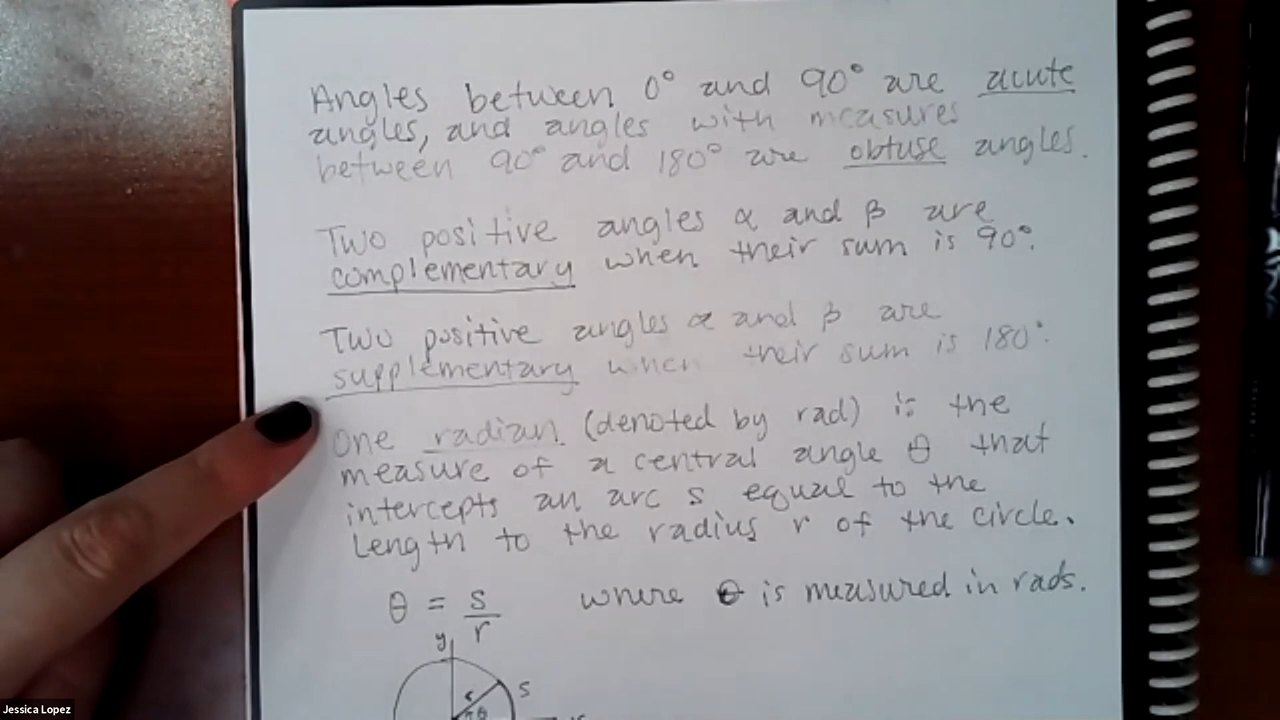 Angles between 0° and 90° are acute
angles, and angles with measures
between 90° and 180° are obtuse angles.
Two positive angles α and β are
complementary when their sum is 90°.
Two positive angles α and β are
supplementary when their sum is 180°.
One radian (denoted by rad) is the
measure of a central angle θ that
intercepts an arc s equal to the
length to the radius r of the circle.
θ = s/r where θ is measured in rads.
y
r s
θ
Jessica Lopez